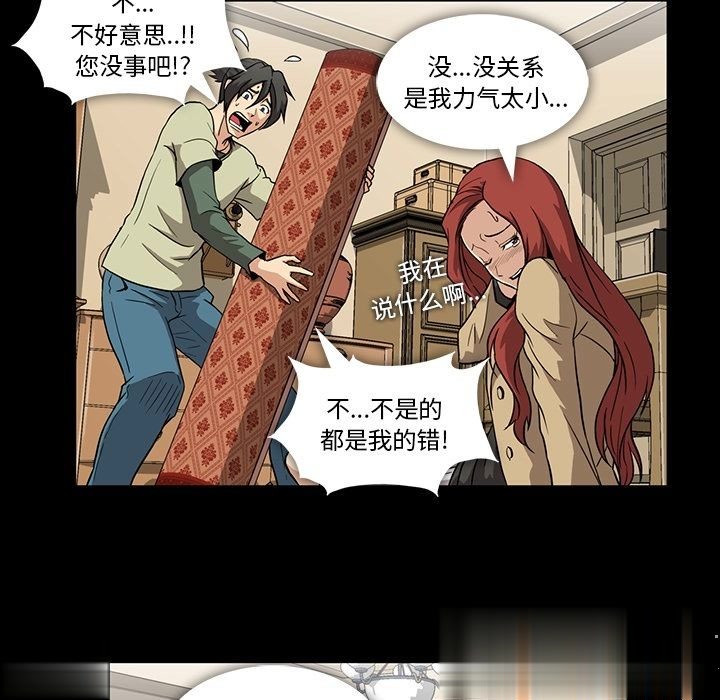 不...
不好意思..!!
您没事吧!?
没...没关系
是我力气太小...
我在
说什么啊...
不...不是的
都是我的错!